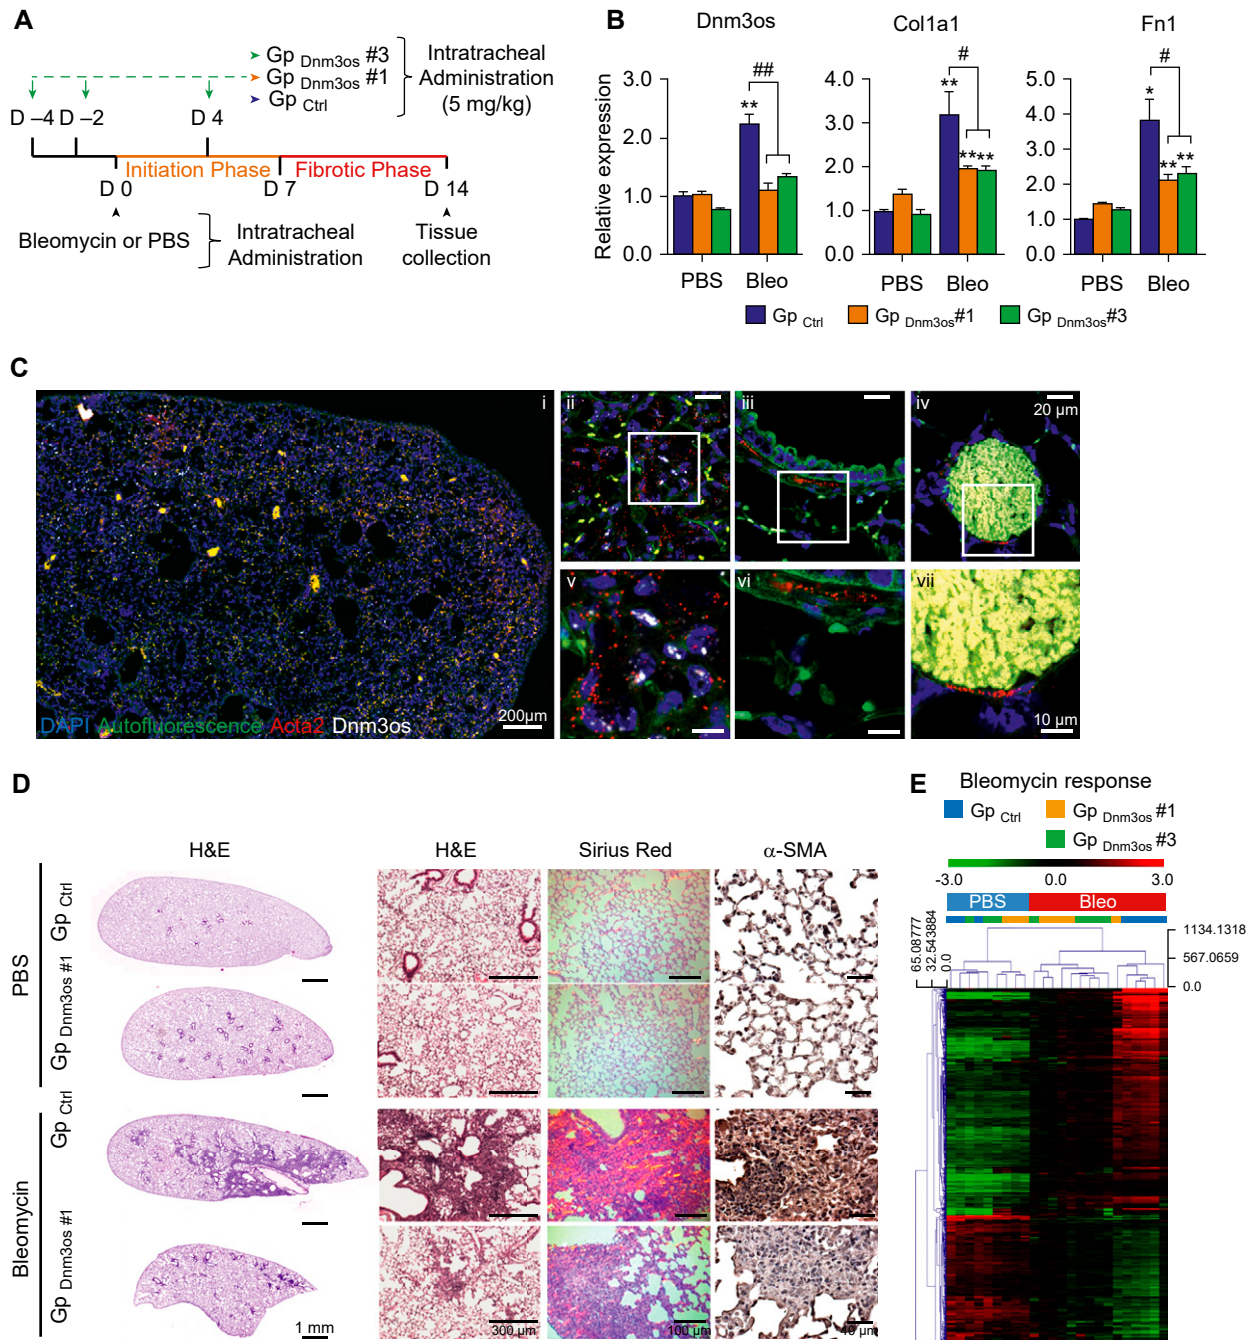 A
Gp Dnm3os #3
Gp Dnm3os #1
Gp Ctrl
Intratracheal
Administration
(5 mg/kg)
D –4 D –2 D 4
Initiation Phase Fibrotic Phase
D 0 D 7 D 14
Bleomycin or PBS
Intratracheal
Administration
Tissue
collection
B
Dnm3os Col1a1 Fn1
Relative expression
3.0
2.0
1.0
0.0
##
**
PBS Bleo
4.0
3.0
2.0
1.0
0.0
#
**
** **
PBS Bleo
5.0
4.0
3.0
2.0
1.0
0.0
#
*
** **
PBS Bleo
Gp Ctrl Gp Dnm3os#1 Gp Dnm3os#3
C
i ii iii iv
20 µm
v vi vii
DAPI Autofluorescence Acta2 Dnm3os
200µm
10 µm
D
H&E H&E Sirius Red α-SMA
PBS
Gp Ctrl
Gp Dnm3os #1
Bleomycin
Gp Ctrl
Gp Dnm3os #1
1 mm 300 µm 100 µm 40 µm
E
Bleomycin response
Gp Ctrl Gp Dnm3os #1
Gp Dnm3os #3
-3.0 0.0 3.0
PBS Bleo
65.08777
32.543884
0.0
1134.1318
567.0659
0.0